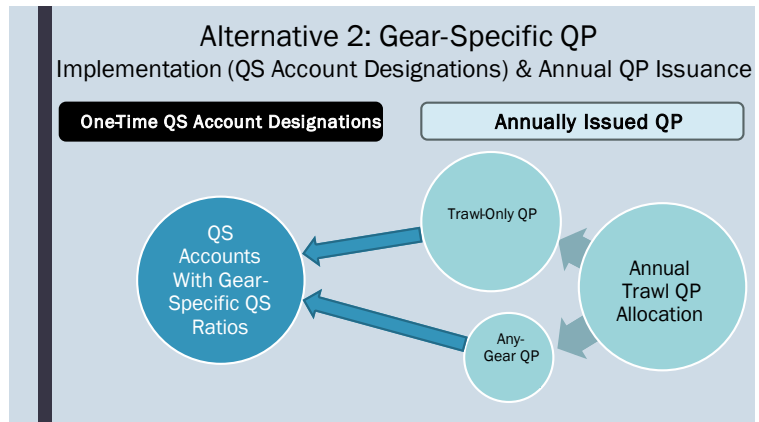 Alternative 2: Gear-Specific QP
Implementation (QS Account Designations) & Annual QP Issuance
One-Time QS Account Designations
Annually Issued QP
QS
Accounts
With Gear-
Specific QS
Ratios
Trawl-Only QP
Any-
Gear QP
Annual
Trawl QP
Allocation